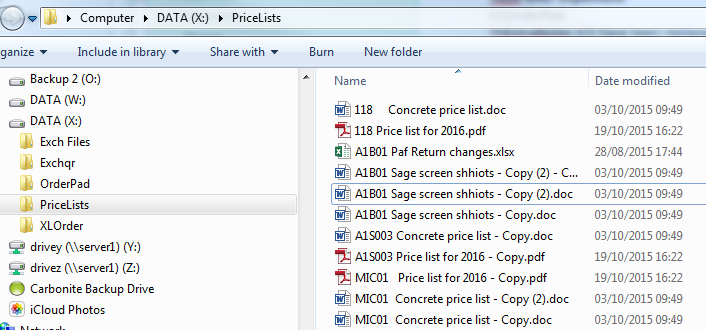 Computer DATA (X:) PriceLists
rganize Include in library Share with Burn New folder
Backup 2 (O:)
DATA (W:)
DATA (X:)
Exch Files
Exchqr
OrderPad
PriceLists
XLOrder
drivey (\\server1) (Y:)
drivez (\\server1) (Z:)
Carbonite Backup Drive
iCloud Photos
Network
Name Date modified
118 Concrete price list.doc 03/10/2015 09:49
118 Price list for 2016.pdf 19/10/2015 16:22
A1B01 Paf Return changes.xlsx 28/08/2015 17:44
A1B01 Sage screen shhiots - Copy (2) - C... 03/10/2015 09:49
A1B01 Sage screen shhiots - Copy (2).doc 03/10/2015 09:49
A1B01 Sage screen shhiots - Copy.doc 03/10/2015 09:49
A1S003 Concrete price list - Copy.doc 03/10/2015 09:49
A1S003 Price list for 2016 - Copy.pdf 19/10/2015 16:22
MIC01 Price list for 2016 - Copy.pdf 19/10/2015 16:22
MIC01 Concrete price list - Copy (2).doc 03/10/2015 09:49
MIC01 Concrete price list - Copy.doc 03/10/2015 09:49